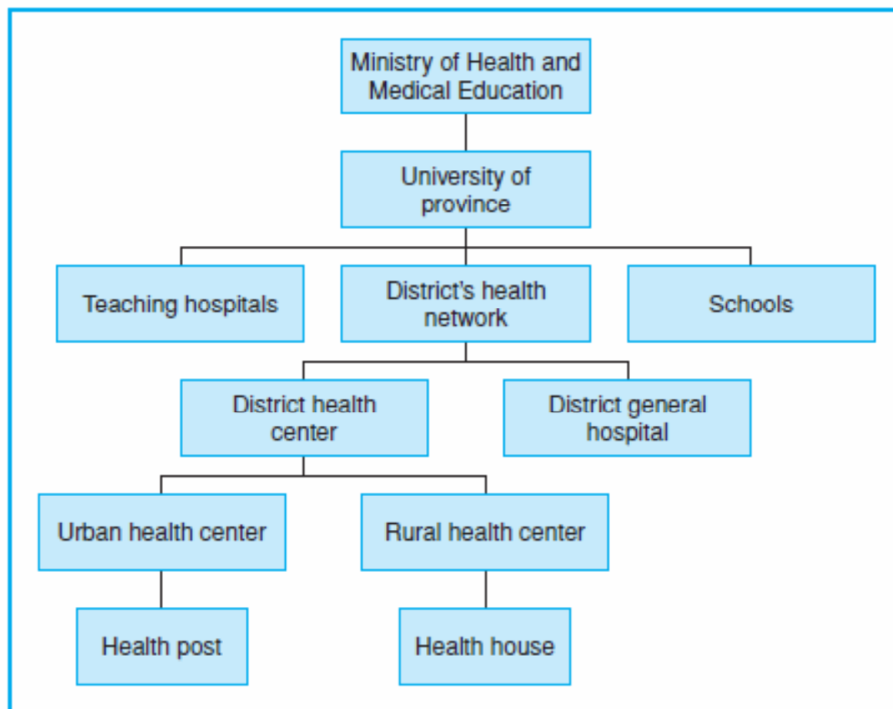 Ministry of Health and
Medical Education
University of
province
Teaching hospitals
District's health
network
Schools
District health
center
District general
hospital
Urban health center
Rural health center
Health post
Health house